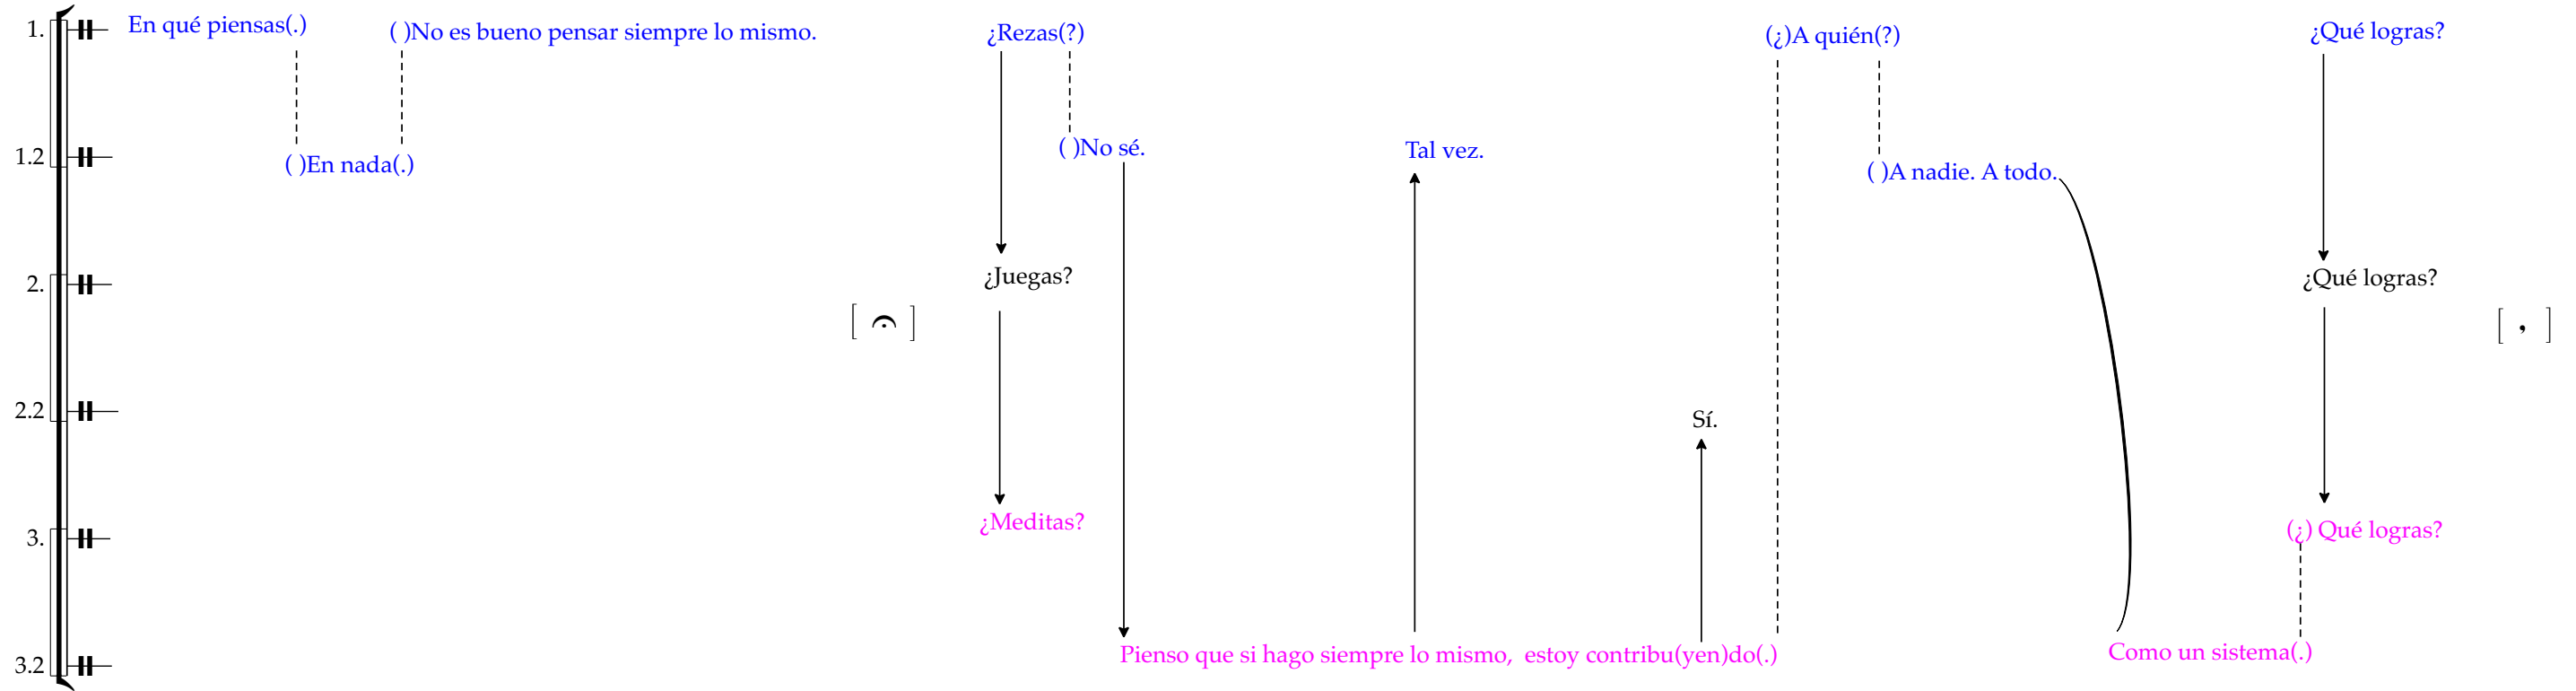 1.
En qué piensas(.)
( )No es bueno pensar siempre lo mismo.
¿Rezas(?)
(¿)A quién(?)
¿Qué logras?
1.2
( )En nada(.)
( )No sé.
Tal vez.
( )A nadie. A todo.
2.
¿Juegas?
¿Qué logras?
[ 𝄐 ]
[ , ]
2.2
Sí.
3.
¿Meditas?
(¿) Qué logras?
3.2
Pienso que si hago siempre lo mismo, estoy contribu(yen)do(.)
Como un sistema(.)